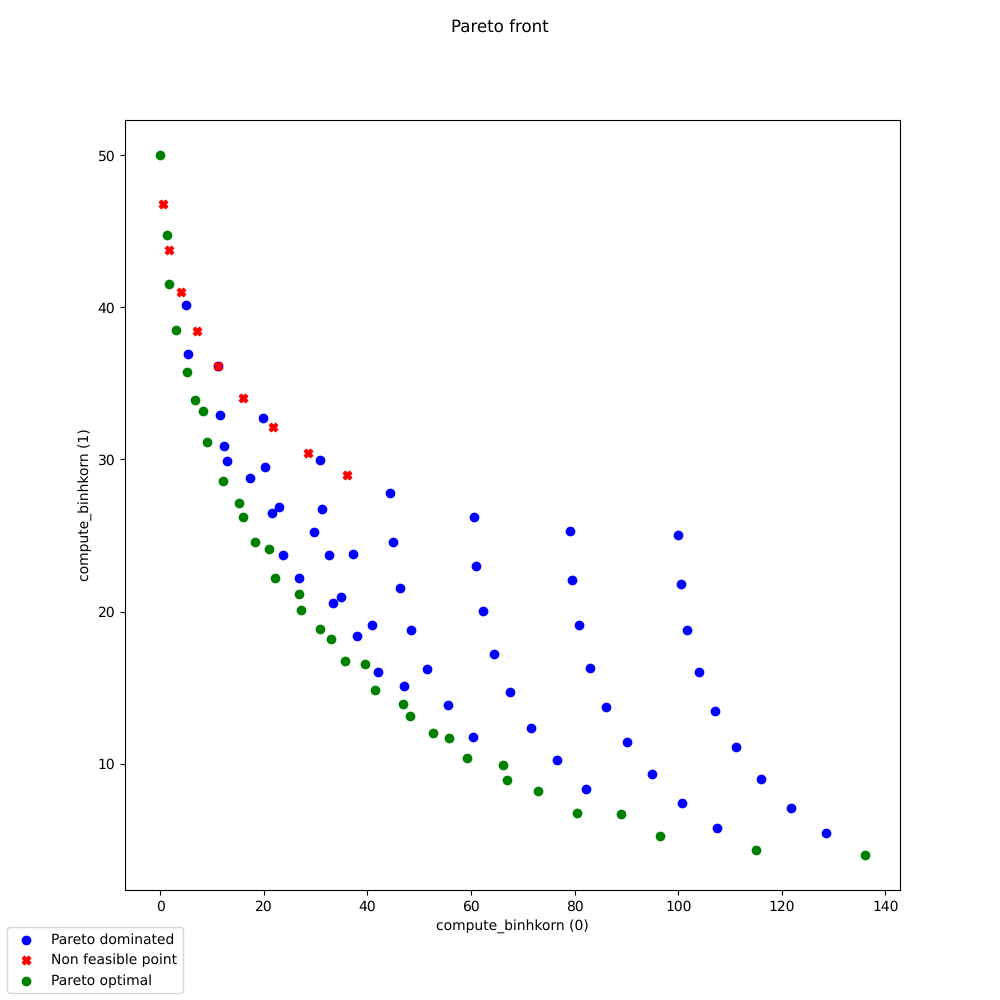 Pareto front
50
40
30
20
10
compute_binhkorn (1)
0 20 40 60 80 100 120 140
compute_binhkorn (0)
Pareto dominated
Non feasible point
Pareto optimal